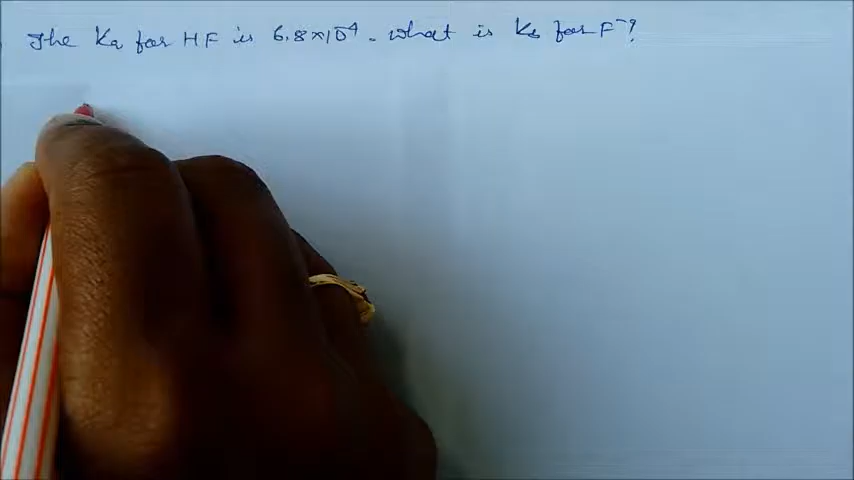 The Ka for HF is 6.8×10⁻⁴. what is Kb for F⁻?